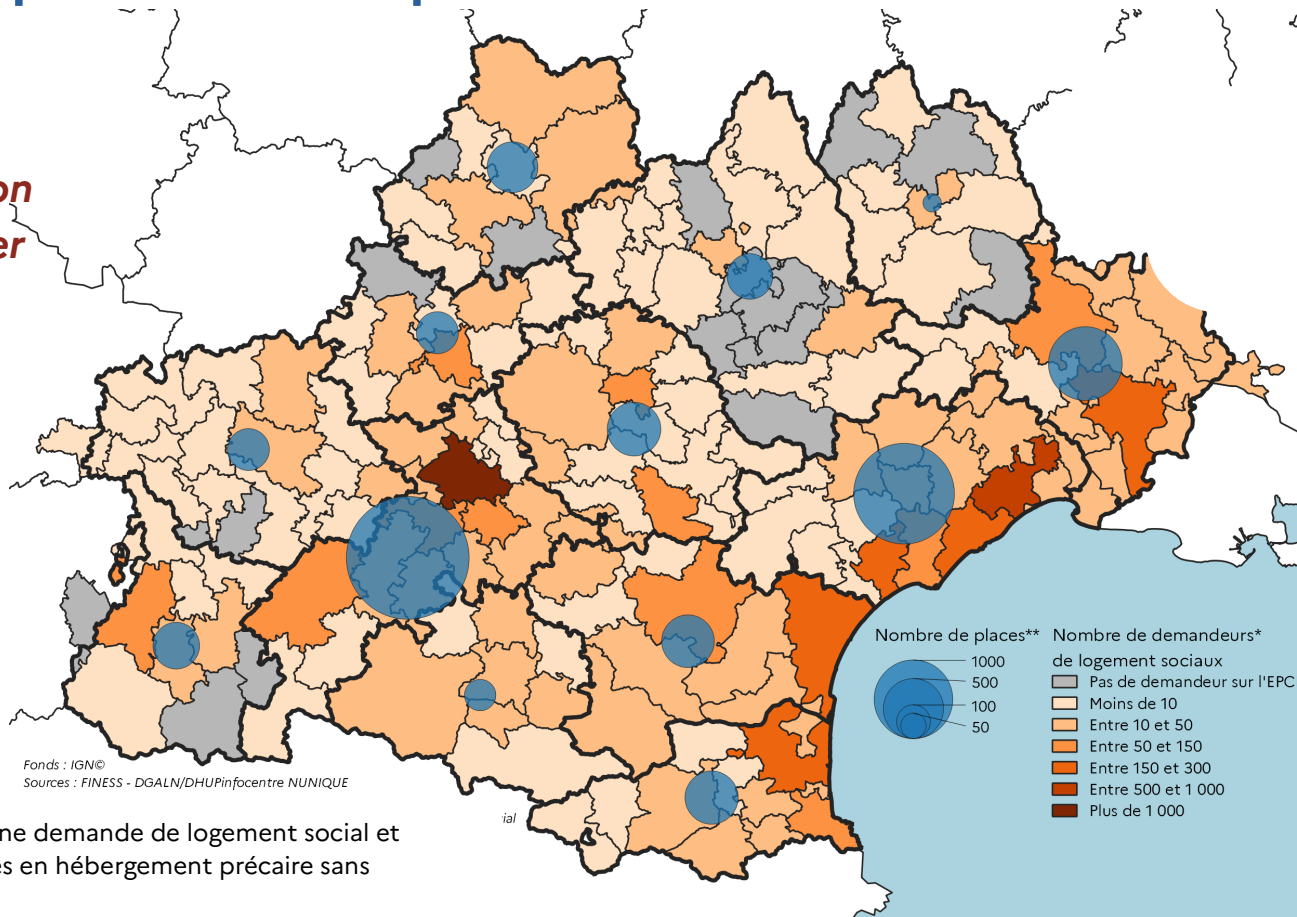 on
er
Nombre de places**
1000
500
100
50
Nombre de demandeurs*
de logement sociaux
Pas de demandeur sur l'EPC
Moins de 10
Entre 10 et 50
Entre 50 et 150
Entre 150 et 300
Entre 500 et 1 000
Plus de 1 000
Fonds : IGN©
Sources : FINESS - DGALN/DHUPinfocentre NUNIQUE
ial
ne demande de logement social et
es en hébergement précaire sans